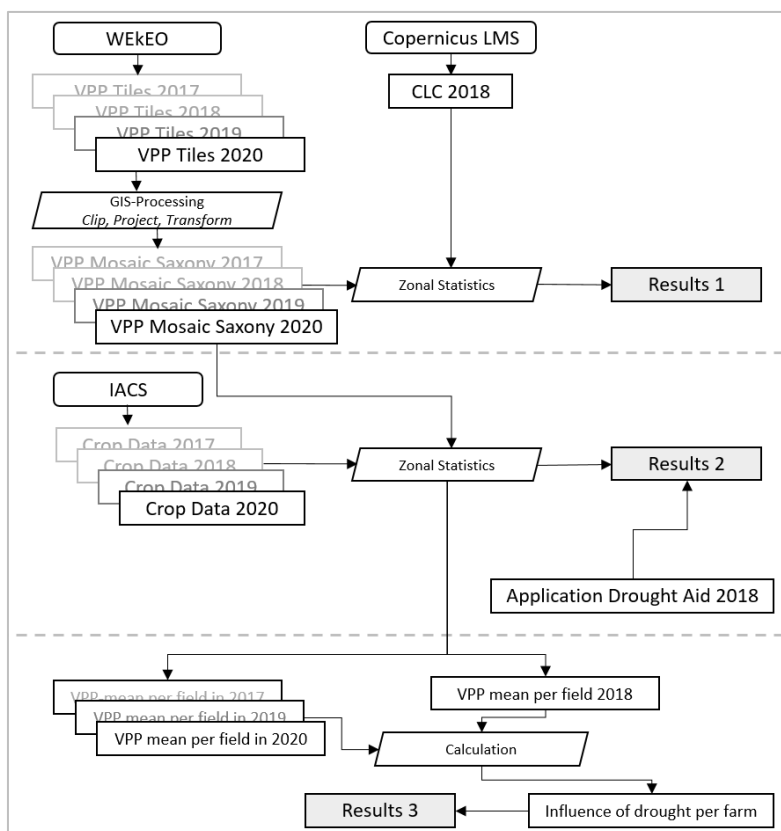 WEkEO
Copernicus LMS
VPP Tiles 2017
VPP Tiles 2018
VPP Tiles 2019
VPP Tiles 2020
CLC 2018
GIS-Processing
Clip, Project, Transform
VPP Mosaic Saxony 2017
VPP Mosaic Saxony 2018
VPP Mosaic Saxony 2019
VPP Mosaic Saxony 2020
Zonal Statistics
Results 1
IACS
Crop Data 2017
Crop Data 2018
Crop Data 2019
Crop Data 2020
Zonal Statistics
Results 2
Application Drought Aid 2018
VPP mean per field in 2017
VPP mean per field in 2019
VPP mean per field in 2020
VPP mean per field 2018
Calculation
Results 3
Influence of drought per farm